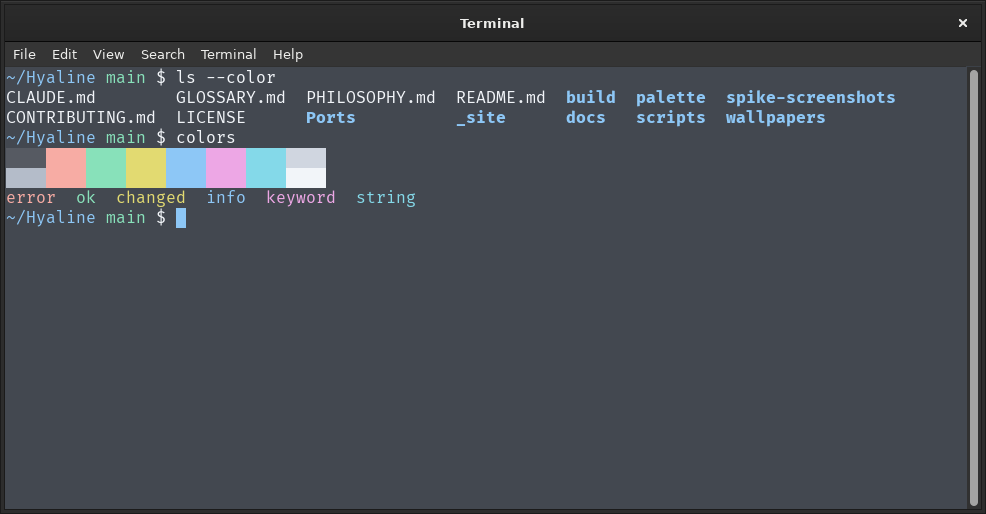 Terminal
File Edit View Search Terminal Help
~/Hyaline main $ ls --color
CLAUDE.md GLOSSARY.md PHILOSOPHY.md README.md build palette spike-screenshots
CONTRIBUTING.md LICENSE Ports _site docs scripts wallpapers
~/Hyaline main $ colors
error ok changed info keyword string
~/Hyaline main $